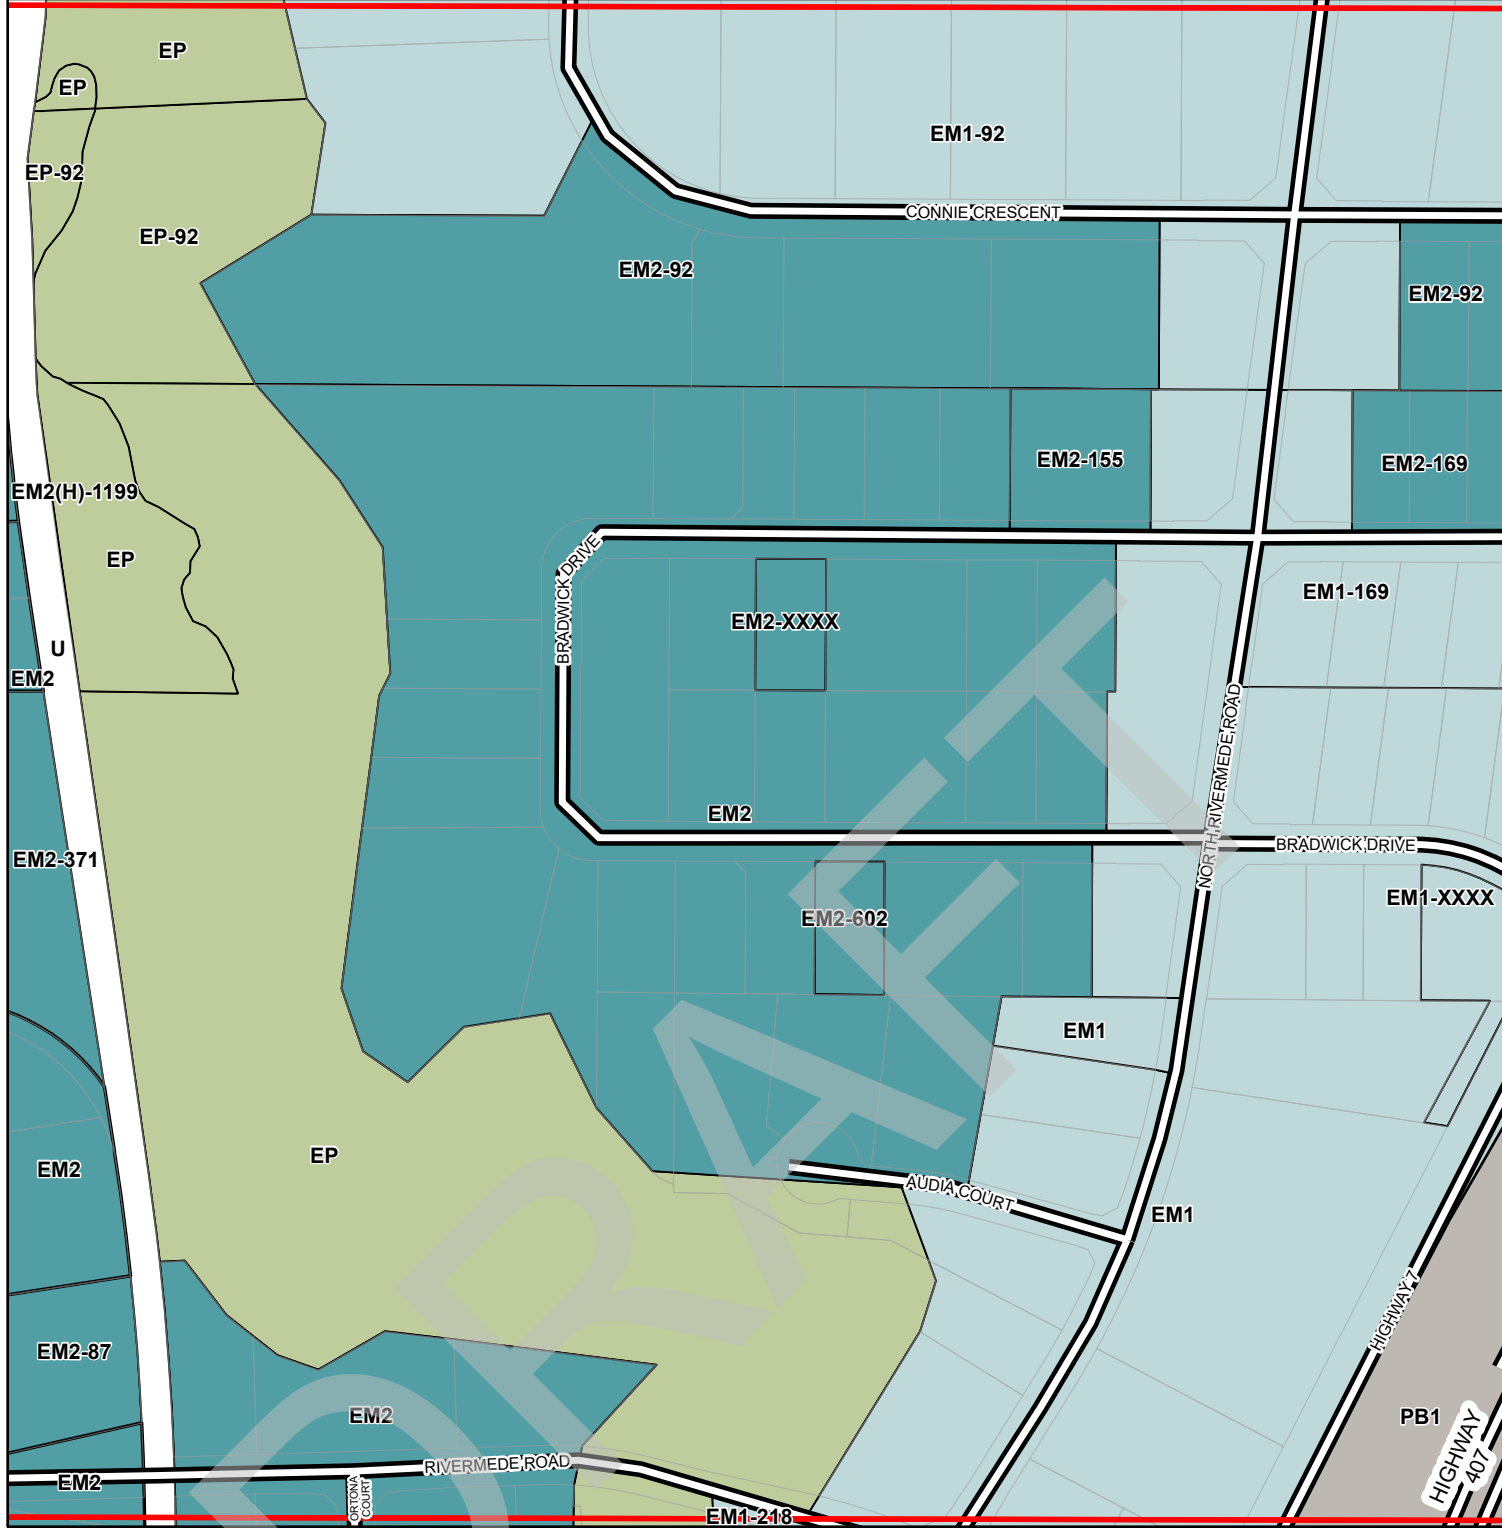 EP
EP
EM1-92
EP-92
CONNIE CRESCENT
EP-92
EM2-92
EM2-92
EM2-155
EM2-169
EM2(H)-1199
EP
BRADWICK DRIVE
EM2-XXXX
EM1-169
U
EM2
NORTH RIVERMEDE ROAD
EM2
BRADWICK DRIVE
EM2-371
EM1-XXXX
EM2-602
EM1
EP
EM2
AUDIA COURT
EM1
HIGHWAY 7
EM2-87
EM2
PB1
HIGHWAY
407
RIVERMEDE ROAD
EM2
ORTONA
COURT
EM1-218
DRAFT